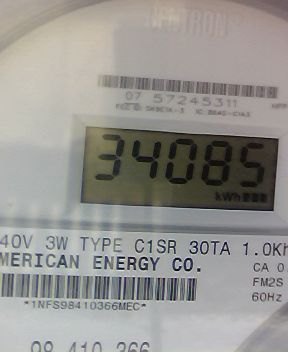 07 57245311
34085
kWh
40V 3W TYPE C1SR 30TA 1.0Kh
MERICAN ENERGY CO.
CA 0.
FM2S
60Hz
*1NFS98410366MEC*
98 410 366